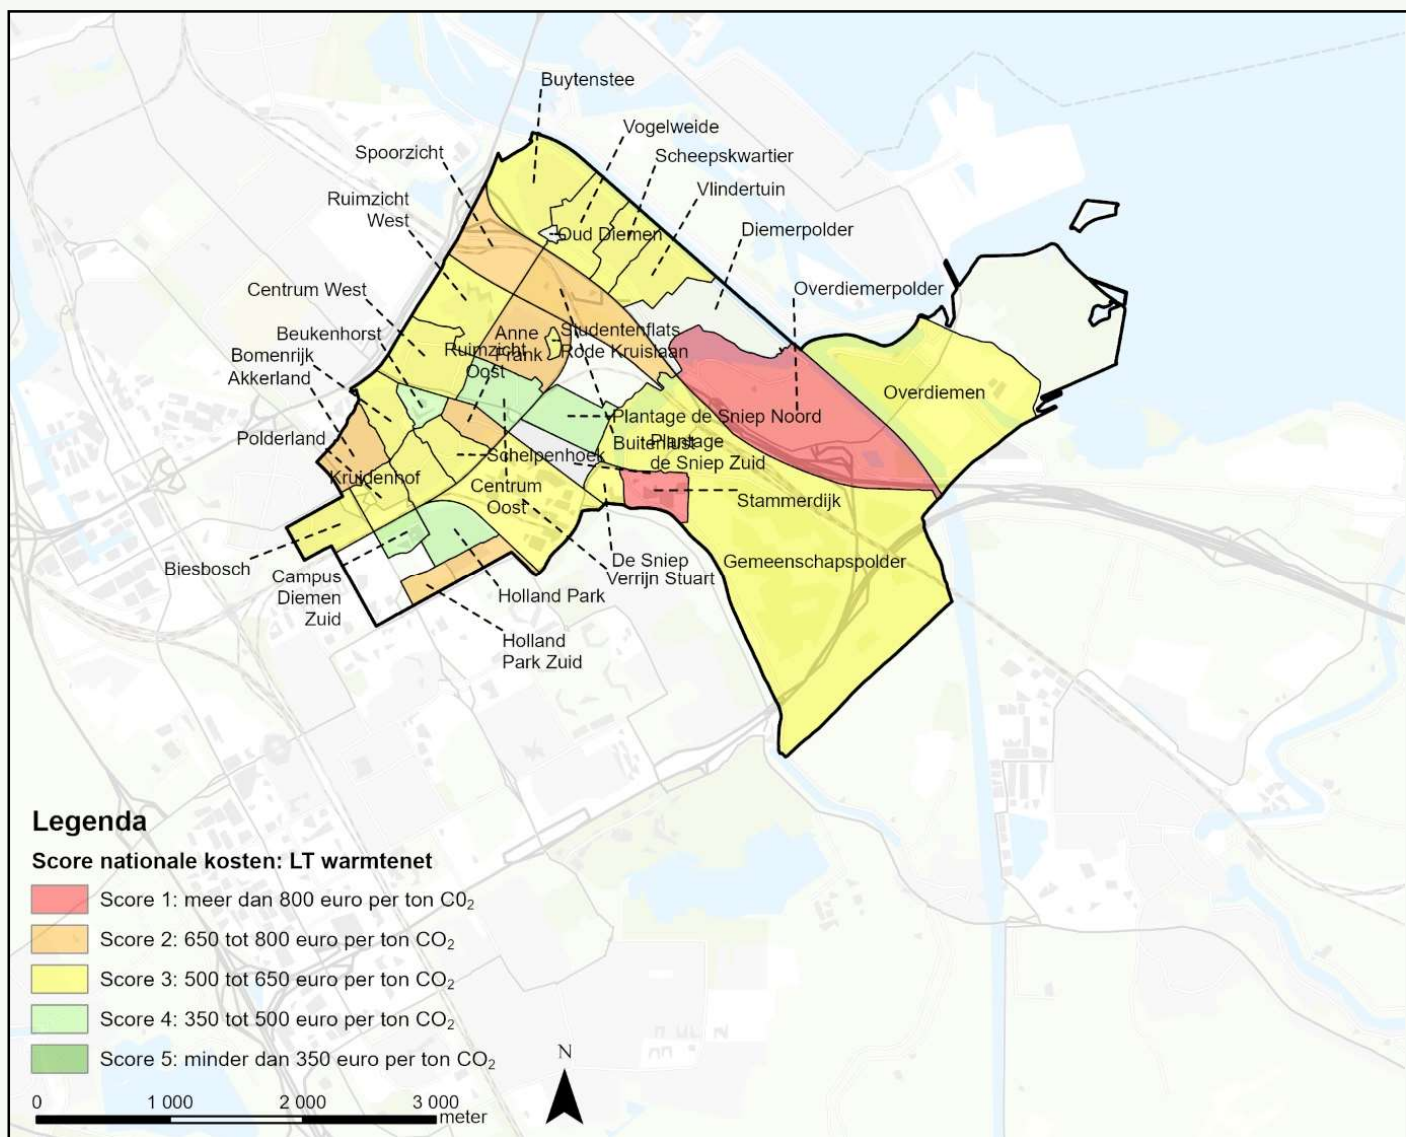 Buytenstee
Vogelweide
Spoorzicht
Scheepskwartier
Ruimzicht
West
Vlindertuin
Oud Diemen
Diemerpolder
Centrum West
Overdiemerpolder
Beukenhorst
Anne
Frank
Studentenflats
Rode Kruislaan
Bomenrijk
Akkerland
Ruimzicht
Oost
Overdiemen
Plantage de Sniep Noord
Polderland
Buitenlust
Plantage
de Sniep Zuid
Schelpenhoek
Kruidenhof
Centrum
Oost
Stammerdijk
Gemeenschapspolder
Biesbosch
De Sniep
Verrijn Stuart
Campus
Diemen
Zuid
Holland Park
Holland
Park Zuid
Legenda
Score nationale kosten: LT warmtenet
Score 1: meer dan 800 euro per ton C0₂
Score 2: 650 tot 800 euro per ton CO₂
Score 3: 500 tot 650 euro per ton CO₂
Score 4: 350 tot 500 euro per ton CO₂
Score 5: minder dan 350 euro per ton CO₂
N
0 1 000 2 000 3 000
meter